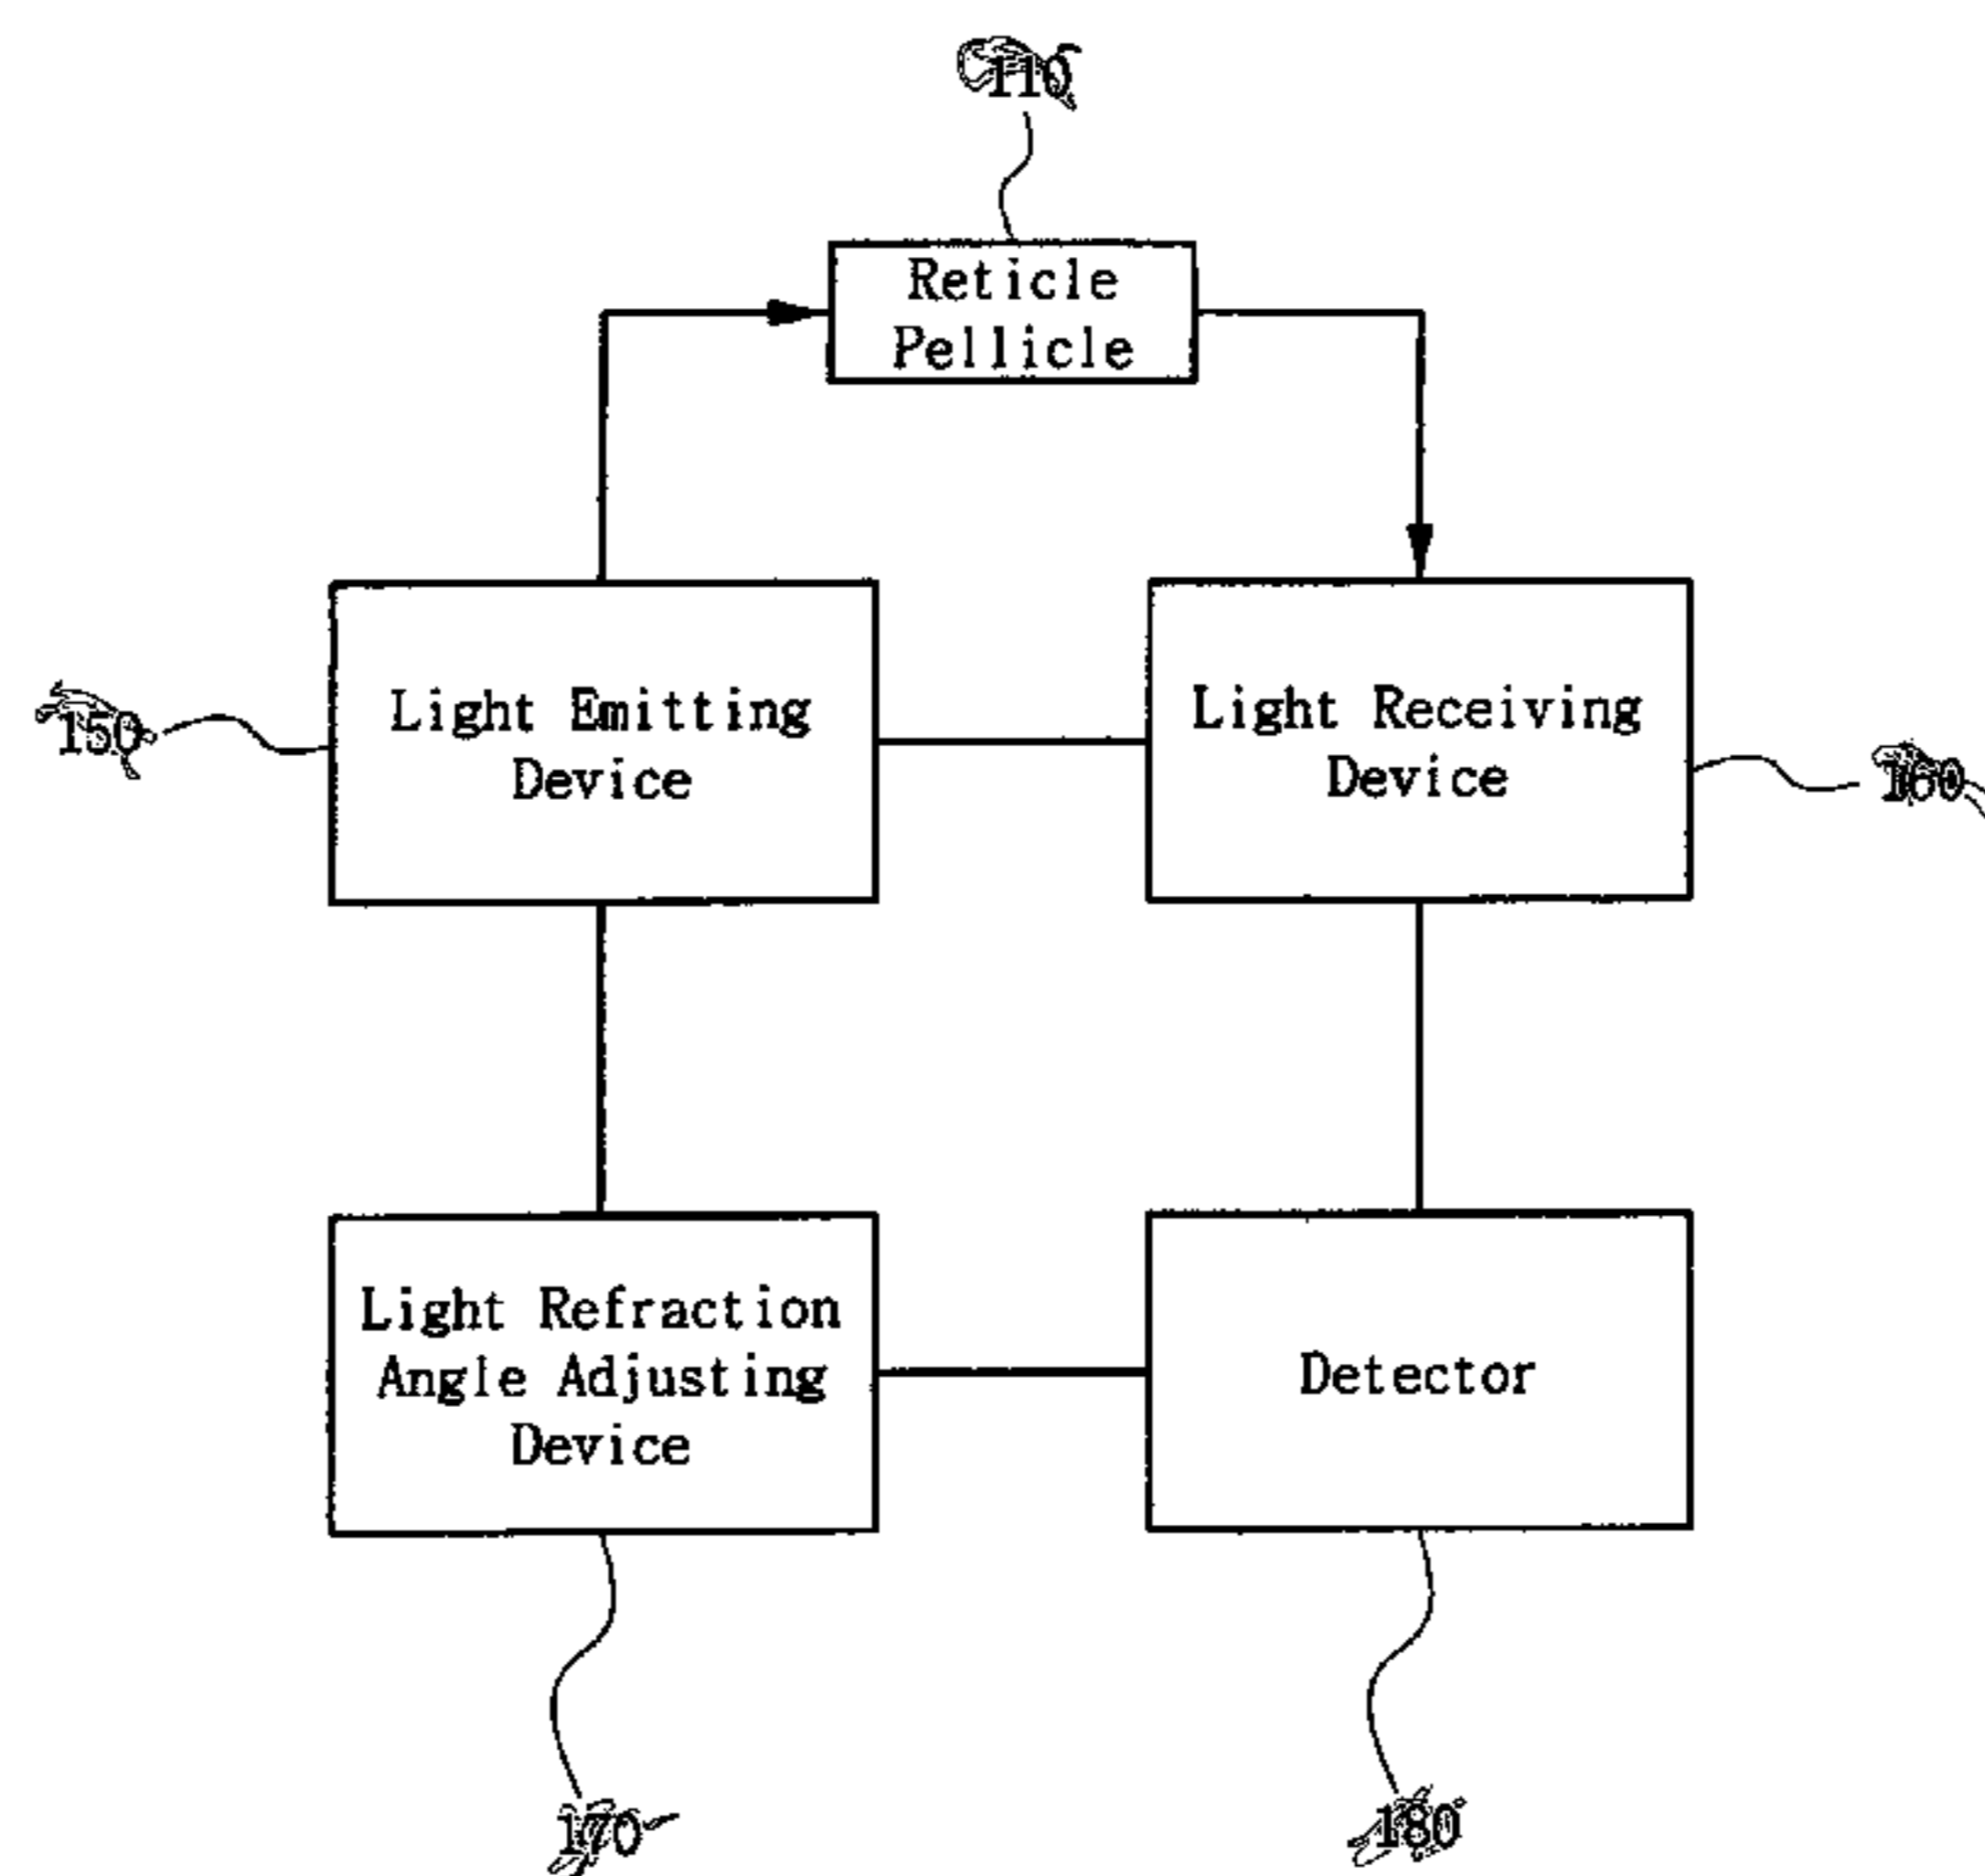 110
Reticle
Pellicle
Light Emitting
Device
Light Receiving
Device
150
160
Light Refraction
Angle Adjusting
Device
Detector
170
180